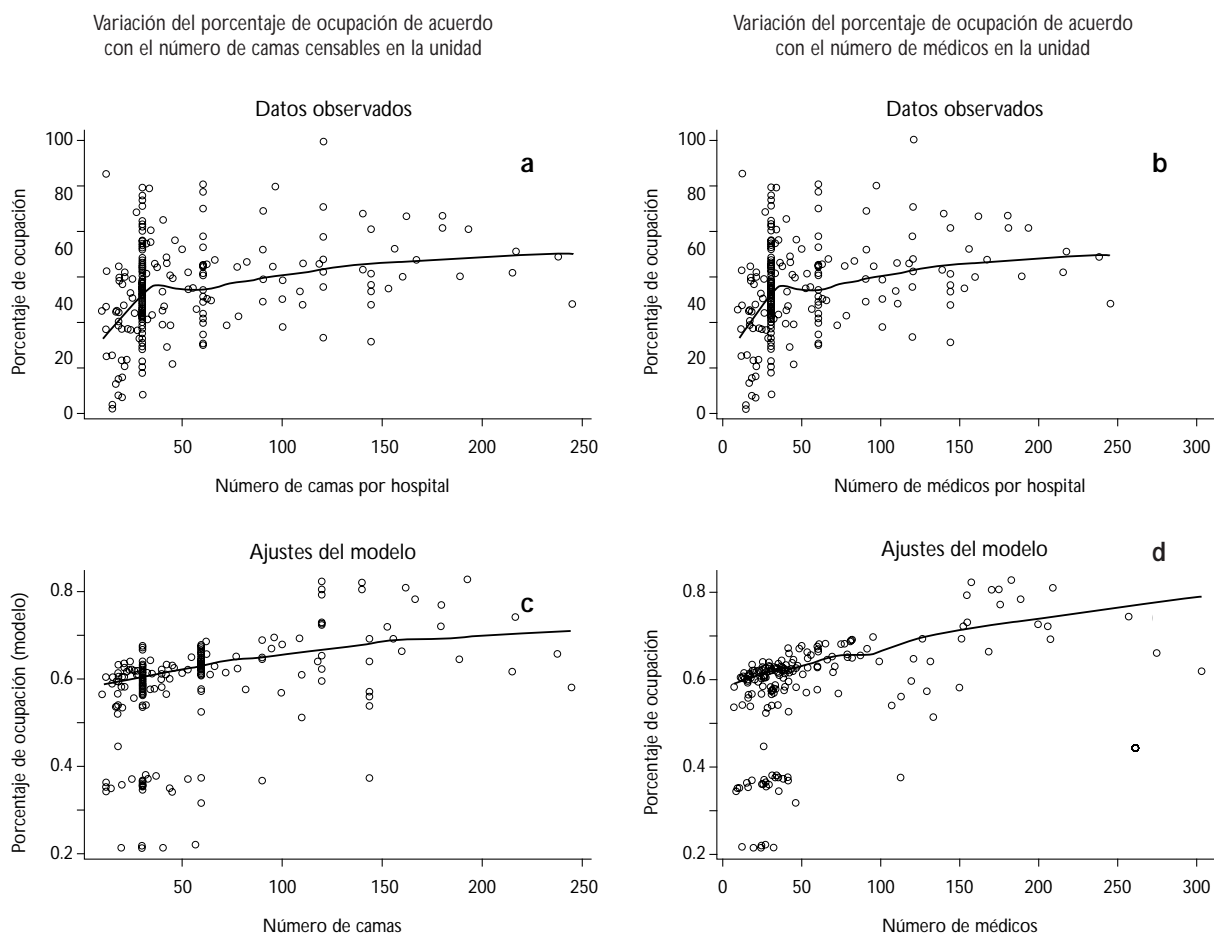 Variación del porcentaje de ocupación de acuerdo
con el número de camas censables en la unidad
Datos observados
a
Porcentaje de ocupación
100
80
60
40
20
0
50
100
150
200
250
Número de camas por hospital
Variación del porcentaje de ocupación de acuerdo
con el número de médicos en la unidad
Datos observados
b
Porcentaje de ocupación
100
80
60
40
20
0
0
50
100
150
200
250
300
Número de médicos por hospital
Ajustes del modelo
c
Porcentaje de ocupación (modelo)
0.8
0.6
0.4
0.2
50
100
150
200
250
Número de camas
Ajustes del modelo
d
Porcentaje de ocupación
0.8
0.6
0.4
0.2
0
50
100
150
200
250
300
Número de médicos